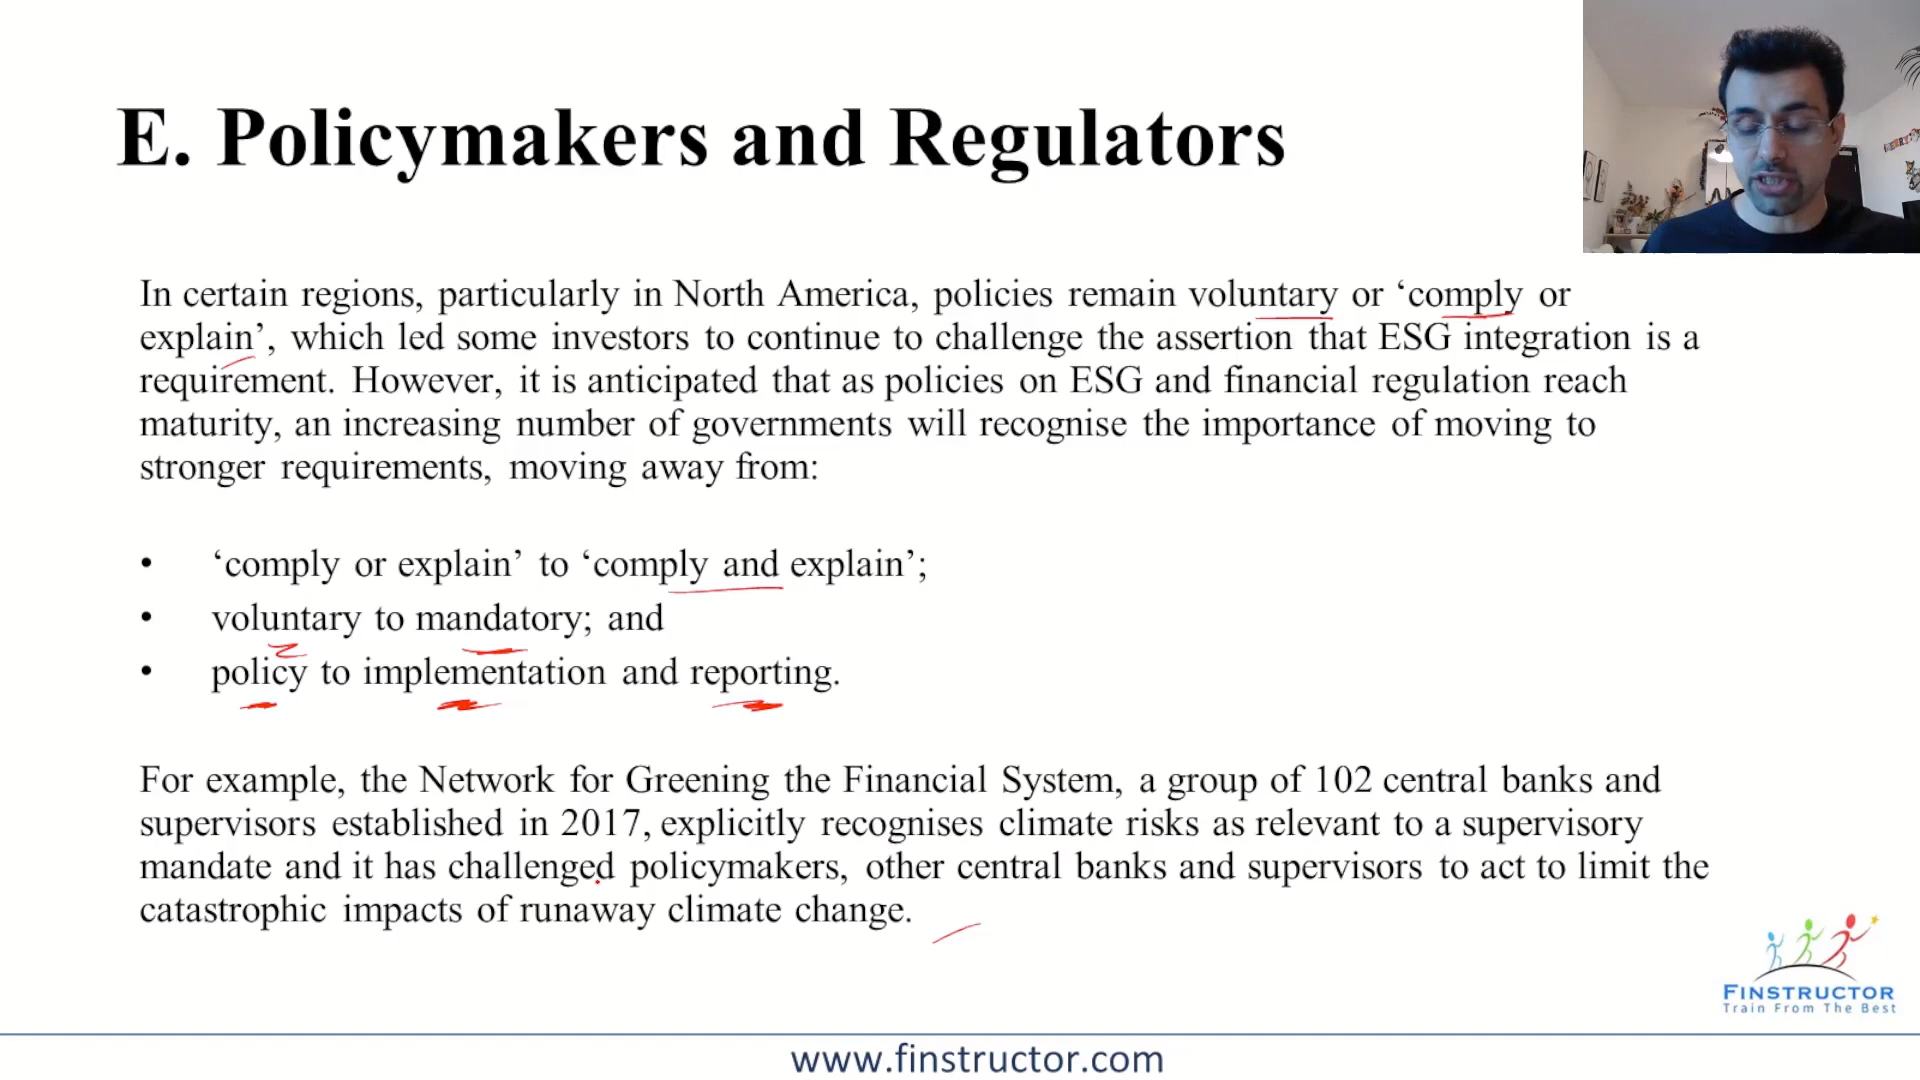 E. Policymakers and Regulators
In certain regions, particularly in North America, policies remain voluntary or ‘comply or
explain’, which led some investors to continue to challenge the assertion that ESG integration is a
requirement. However, it is anticipated that as policies on ESG and financial regulation reach
maturity, an increasing number of governments will recognise the importance of moving to
stronger requirements, moving away from:
• ‘comply or explain’ to ‘comply and explain’;
• voluntary to mandatory; and
• policy to implementation and reporting.
For example, the Network for Greening the Financial System, a group of 102 central banks and
supervisors established in 2017, explicitly recognises climate risks as relevant to a supervisory
mandate and it has challenged policymakers, other central banks and supervisors to act to limit the
catastrophic impacts of runaway climate change.
FINSTRUCTOR
Train From The Best
www.finstructor.com